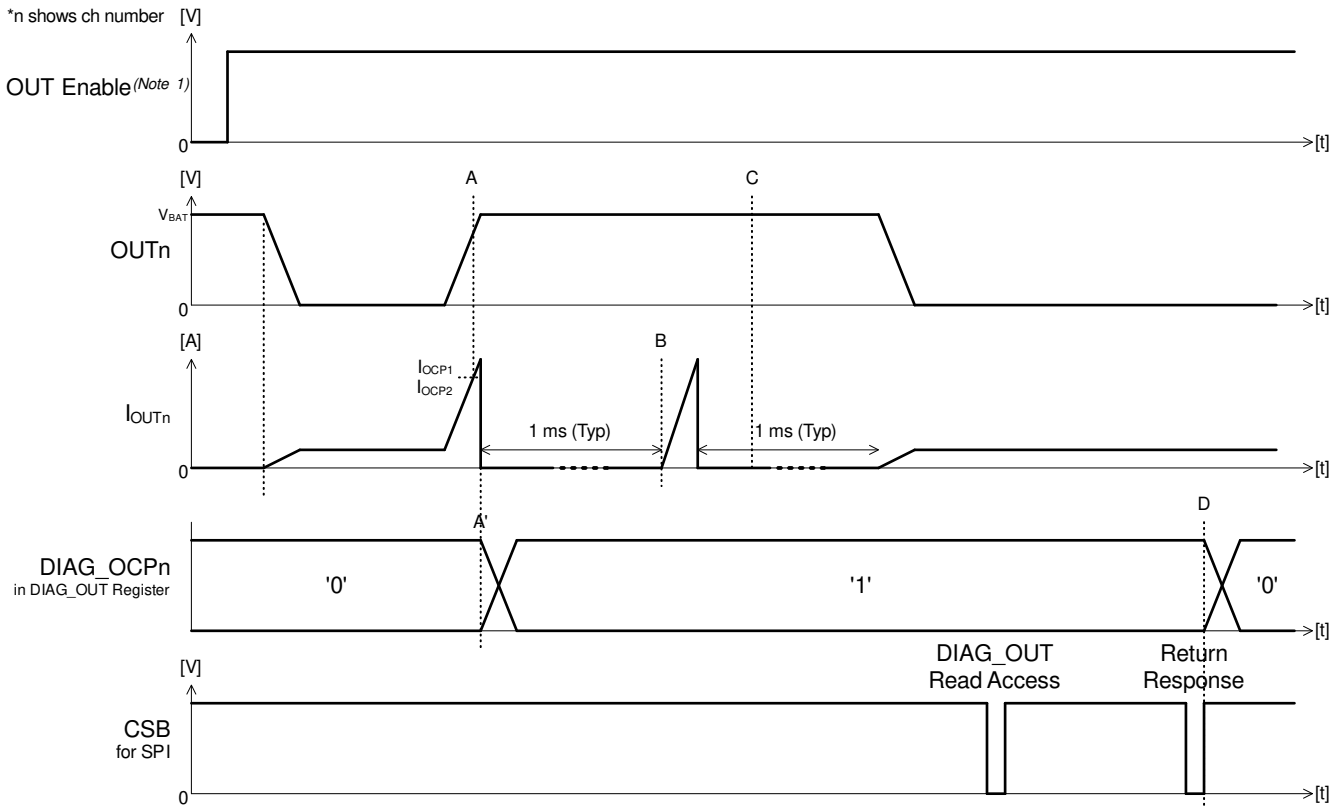 *n shows ch number
[V]
OUT Enable(Note 1)
0
[t]
[V]
A
C
VBAT
OUTn
0
[t]
[A]
B
IOCP1
IOCP2
IOUTn
1 ms (Typ)
1 ms (Typ)
0
[t]
D
A'
DIAG_OCPn
in DIAG_OUT Register
'0'
'1'
'0'
[t]
[V]
DIAG_OUT
Read Access
Return
Response
CSB
for SPI
0
[t]